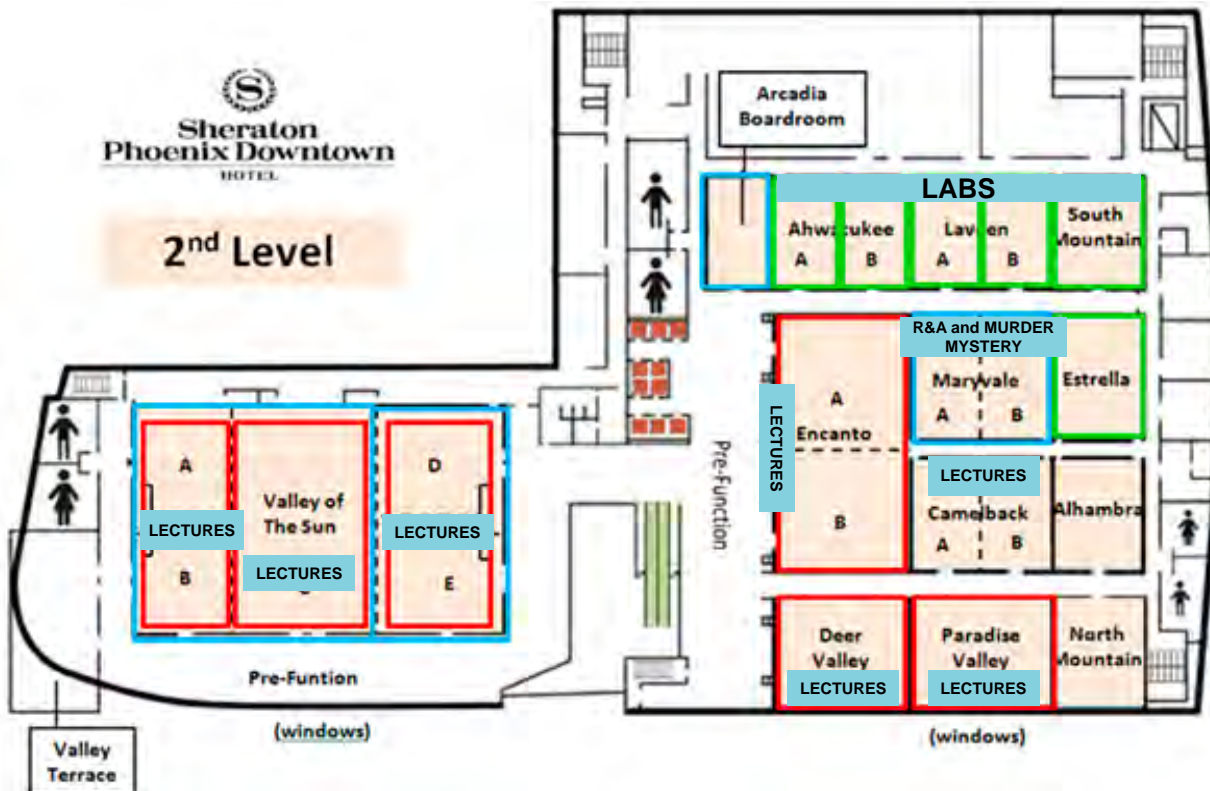 Sheraton
Phoenix Downtown
HOTEL
2nd Level
Arcadia
Boardroom
LABS
Ahwatukee
A B
Laveen
A B
South
Mountain
R&A and MURDER
MYSTERY
Maryvale
A B
Estrella
LECTURES
A
Encanto
B
LECTURES
Camelback
A B
Alhambra
Pre-Function
Deer
Valley
LECTURES
Paradise
Valley
LECTURES
North
Mountain
(windows)
A
LECTURES
B
Valley of
The Sun
LECTURES
D
LECTURES
E
Pre-Funtion
(windows)
Valley
Terrace